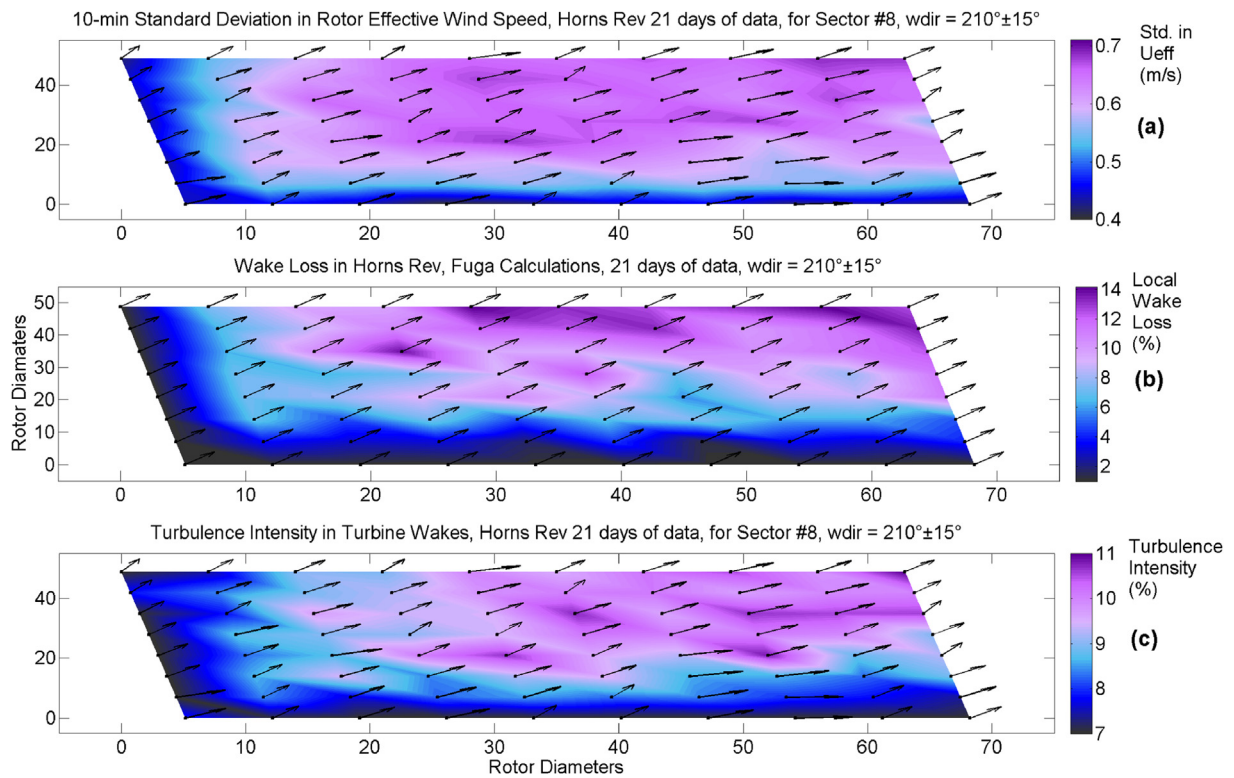 10-min Standard Deviation in Rotor Effective Wind Speed, Horns Rev 21 days of data, for Sector #8, wdir = 210°±15°
Std. in
Ueff
(m/s)
(a)
0.7
0.6
0.5
0.4
40
20
0
0 10 20 30 40 50 60 70
Wake Loss in Horns Rev, Fuga Calculations, 21 days of data, wdir = 210°±15°
Local
Wake
Loss
(%)
(b)
14
12
10
8
6
4
2
Rotor Diamaters
50
40
30
20
10
0
0 10 20 30 40 50 60 70
Turbulence Intensity in Turbine Wakes, Horns Rev 21 days of data, for Sector #8, wdir = 210°±15°
Turbulence
Intensity
(%)
(c)
11
10
9
8
7
40
20
0
0 10 20 30 40 50 60 70
Rotor Diameters